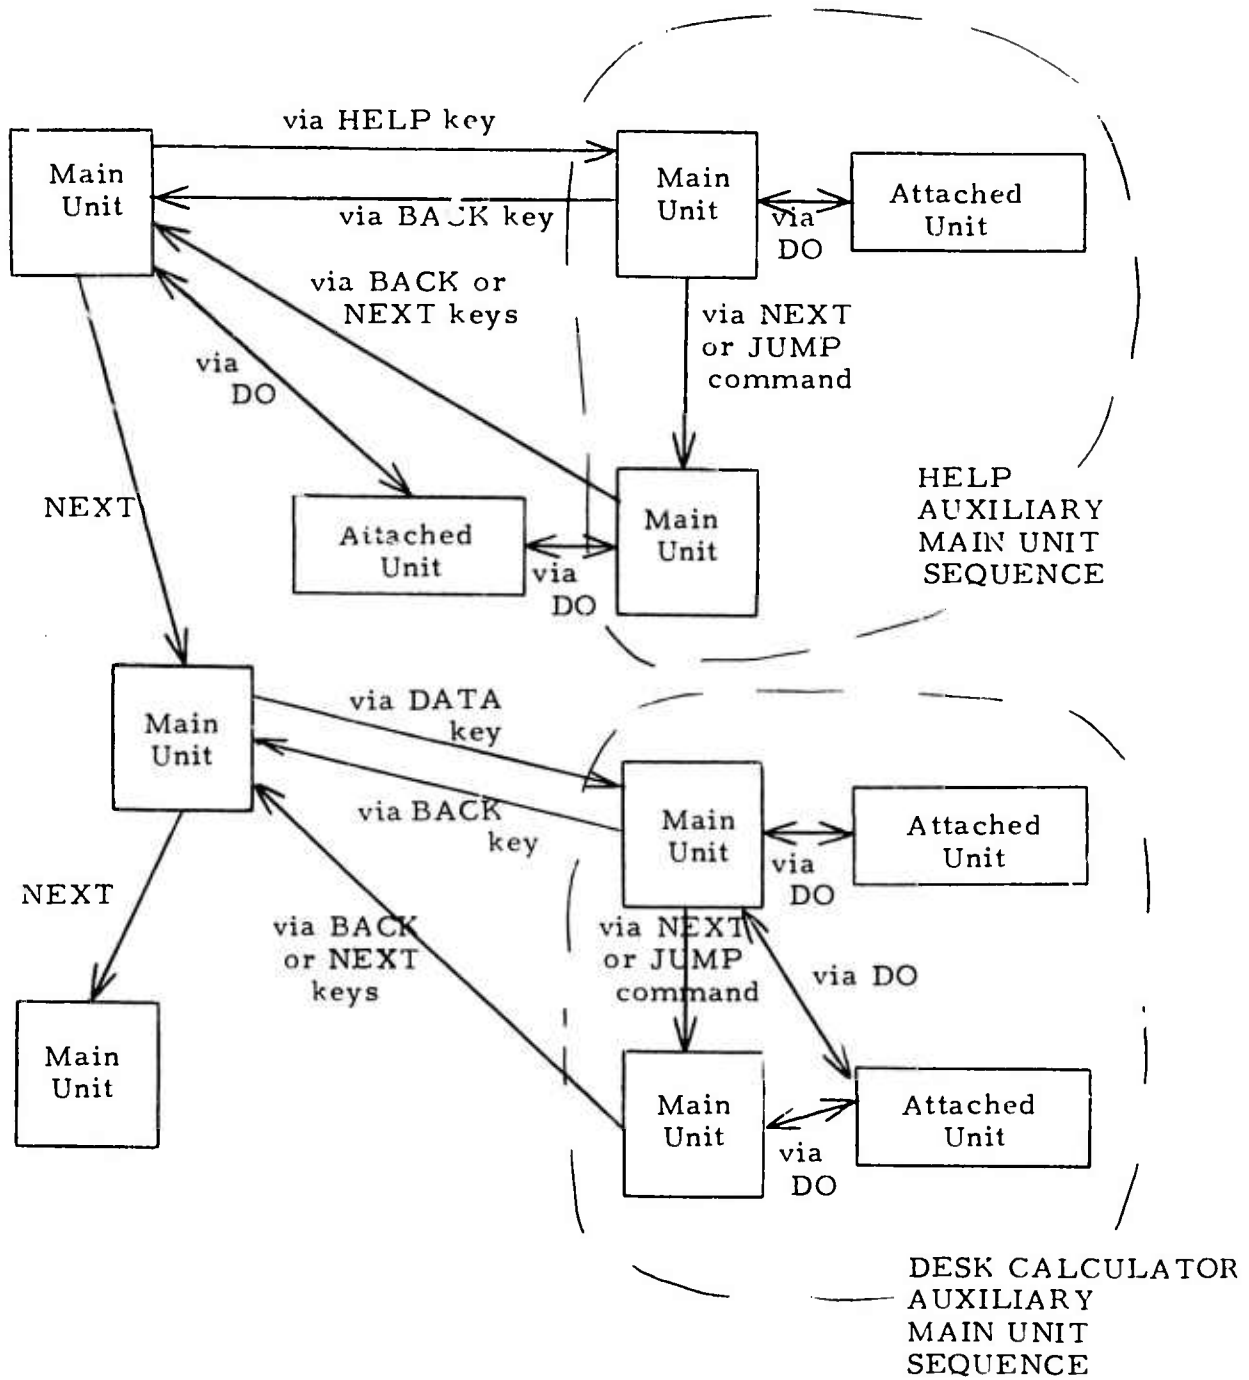 via HELP key
Main
Unit
Main
Unit
Attached
Unit
via BACK key
via
DO
via BACK or
NEXT keys
via NEXT
or JUMP
command
via
DO
NEXT
HELP
AUXILIARY
MAIN UNIT
SEQUENCE
Attached
Unit
Main
Unit
via
DO
Main
Unit
via DATA
key
via BACK
key
Main
Unit
Attached
Unit
via
DO
NEXT
via BACK
or NEXT
keys
via NEXT
or JUMP
command
via DO
Main
Unit
Main
Unit
Attached
Unit
via
DO
DESK CALCULATOR
AUXILIARY
MAIN UNIT
SEQUENCE